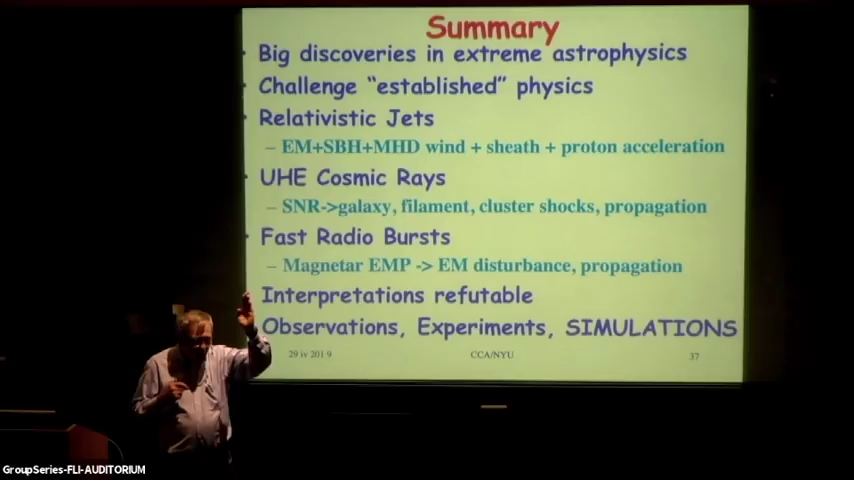 Summary
Big discoveries in extreme astrophysics
Challenge “established” physics
Relativistic Jets
– EM+SBH+MHD wind + sheath + proton acceleration
UHE Cosmic Rays
– SNR->galaxy, filament, cluster shocks, propagation
Fast Radio Bursts
– Magnetar EMP -> EM disturbance, propagation
Interpretations refutable
Observations, Experiments, SIMULATIONS
29 iv 2019 CCA/NYU 37
GroupSeries-FLI-AUDITORIUM